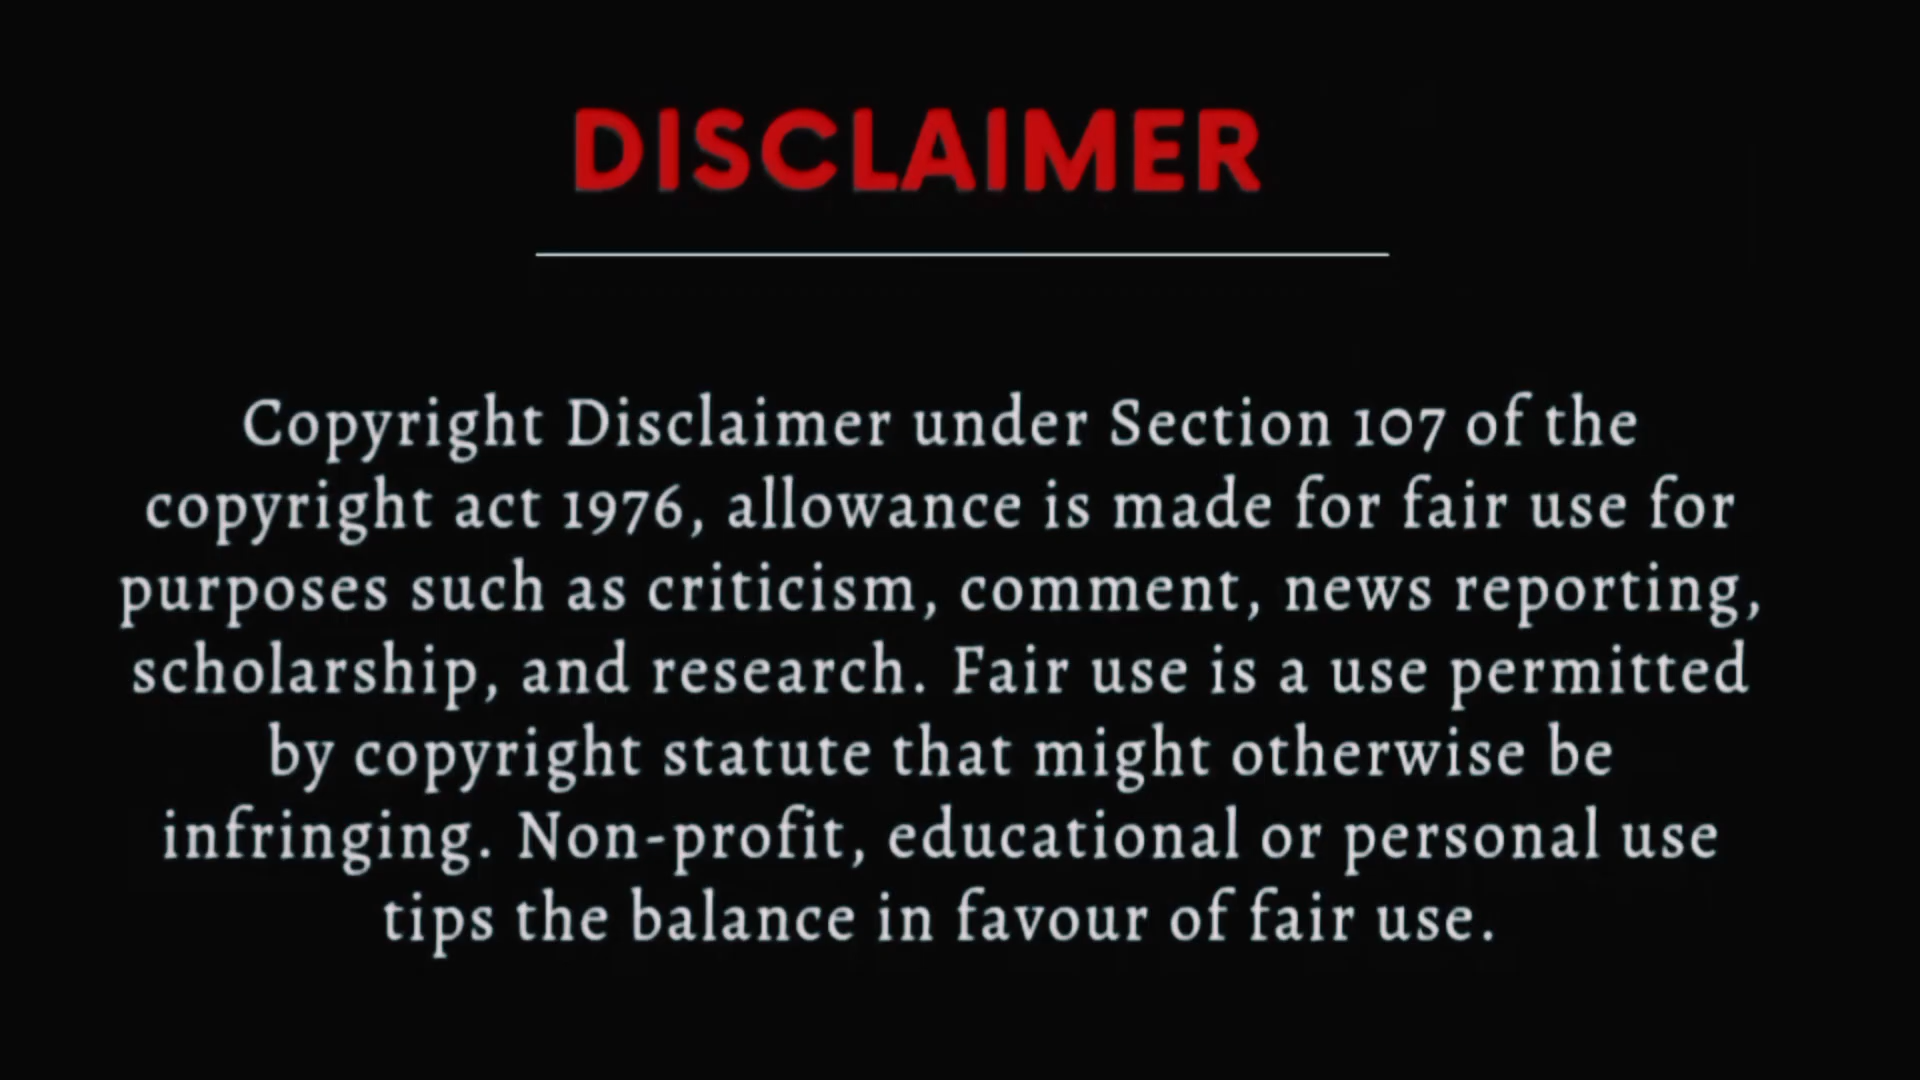 DISCLAIMER
Copyright Disclaimer under Section 107 of the
copyright act 1976, allowance is made for fair use for
purposes such as criticism, comment, news reporting,
scholarship, and research. Fair use is a use permitted
by copyright statute that might otherwise be
infringing. Non-profit, educational or personal use
tips the balance in favour of fair use.